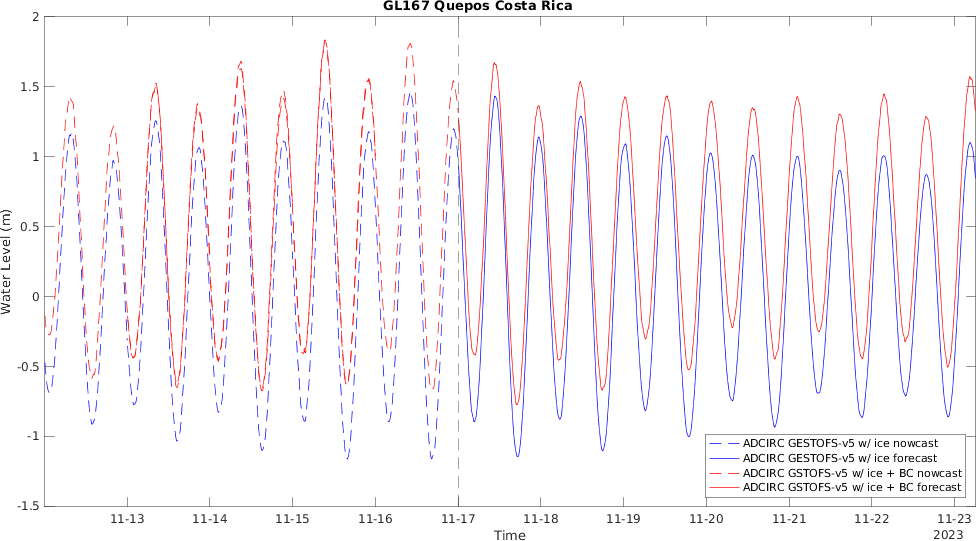 GL167 Quepos Costa Rica
2
1.5
1
0.5
0
-0.5
-1
-1.5
Water Level (m)
ADCIRC GESTOFS-v5 w/ ice nowcast
ADCIRC GESTOFS-v5 w/ ice forecast
ADCIRC GSTOFS-v5 w/ ice + BC nowcast
ADCIRC GSTOFS-v5 w/ ice + BC forecast
11-13 11-14 11-15 11-16 11-17 11-18 11-19 11-20 11-21 11-22 11-23
2023
Time